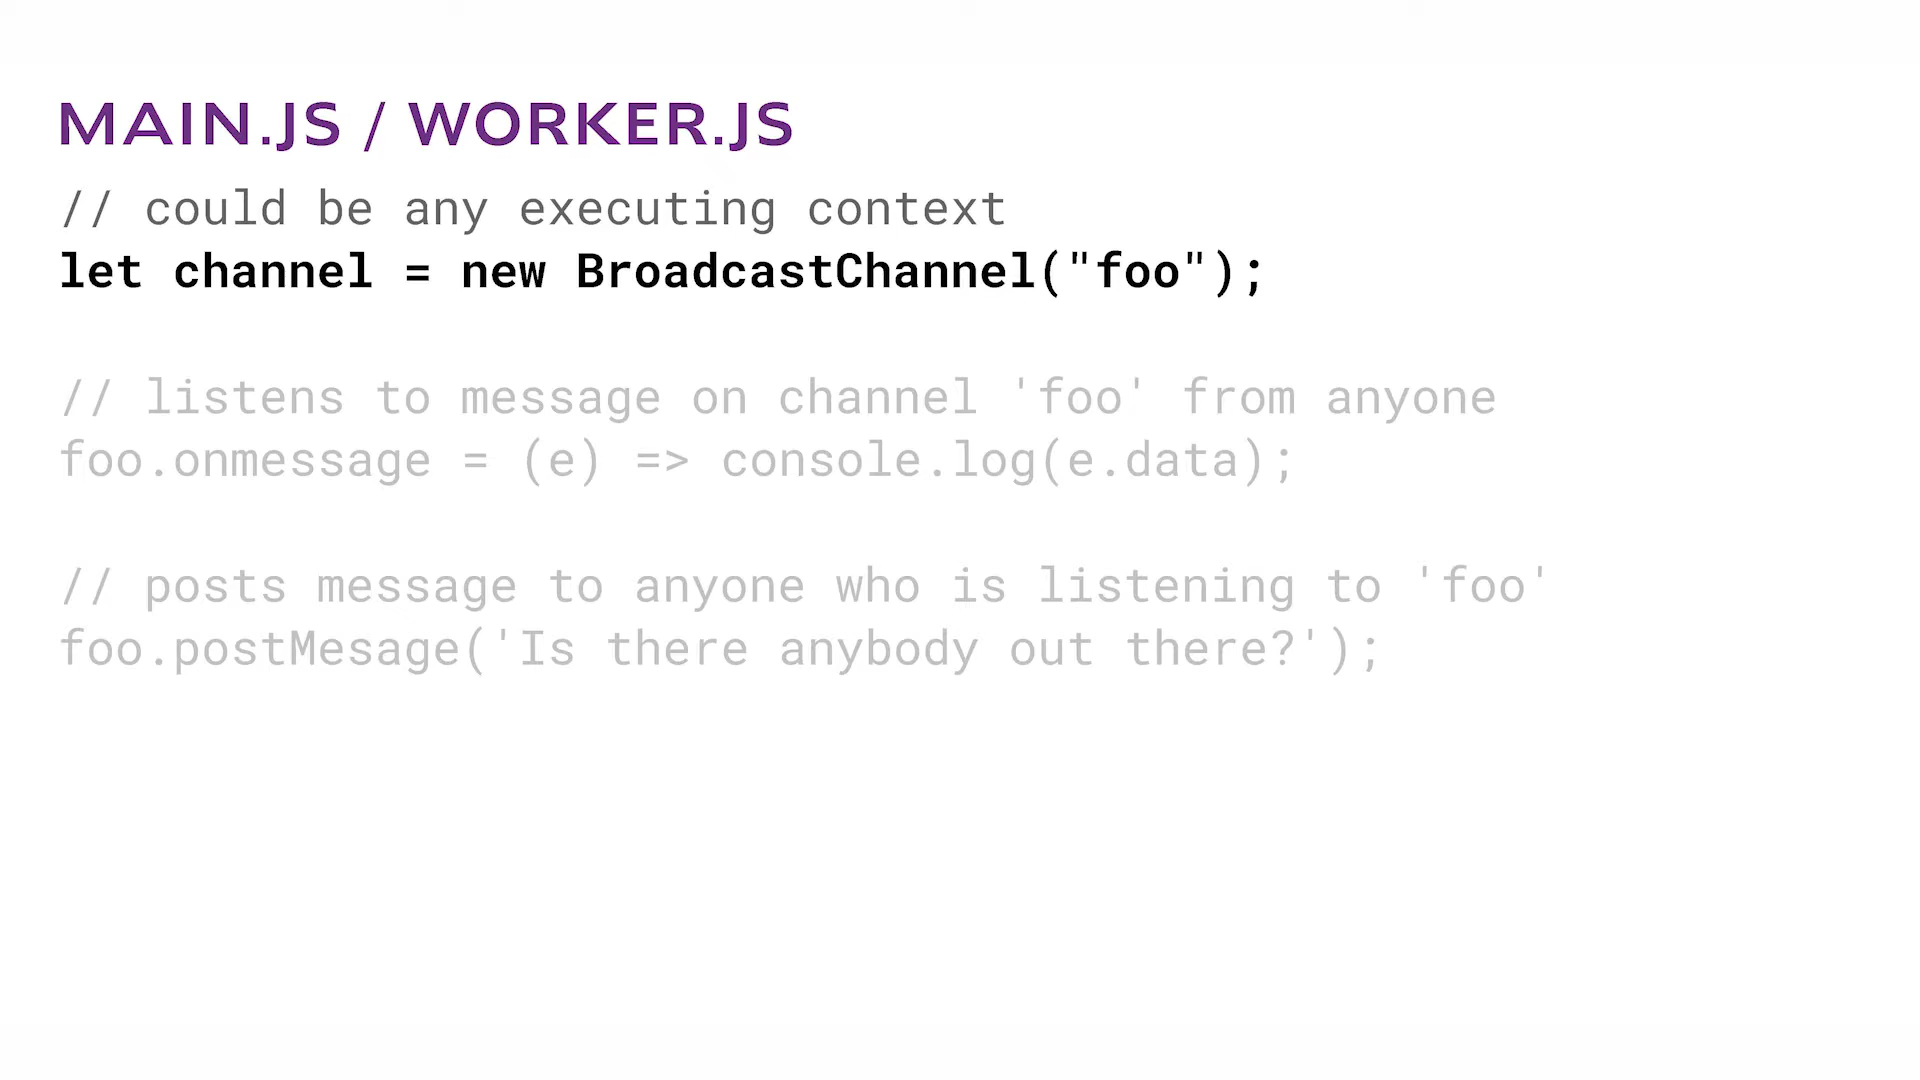 MAIN.JS / WORKER.JS
// could be any executing context
let channel = new BroadcastChannel("foo");
// listens to message on channel 'foo' from anyone
foo.onmessage = (e) => console.log(e.data);
// posts message to anyone who is listening to 'foo'
foo.postMesage('Is there anybody out there?');